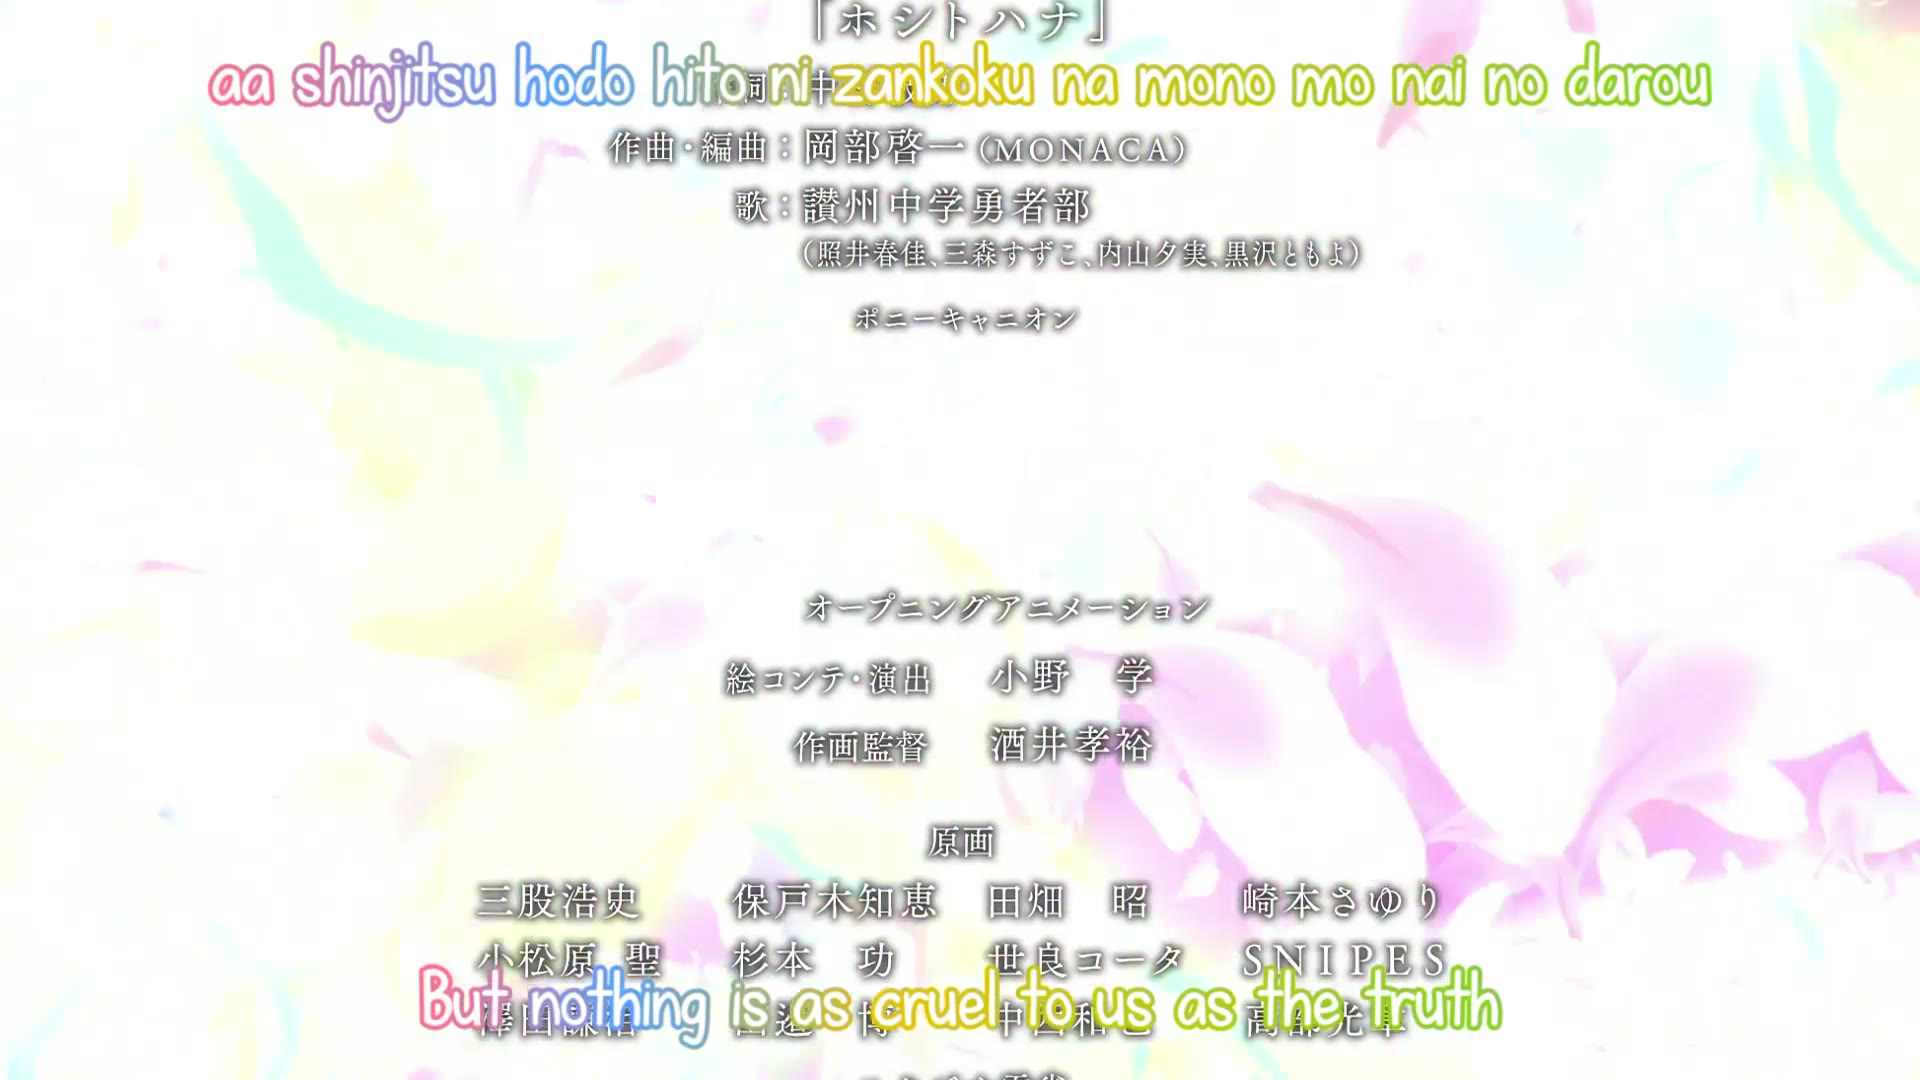 「ホシトハナ」
aa shinjitsu hodo hito ni zankoku na mono mo nai no darou
作曲・編曲：岡部啓一（MONACA）
歌：讃州中学勇者部
（照井春佳、三森すずこ、内山夕実、黒沢ともよ）
ポニーキャニオン
オープニングアニメーション
絵コンテ・演出　小野　学
作画監督　酒井孝裕
原画
三股浩史　保戸木知恵　田畑　昭　崎本さゆり
小松原　聖　杉本　功　世良コータ　SNIPES
But nothing is as cruel to us as the truth